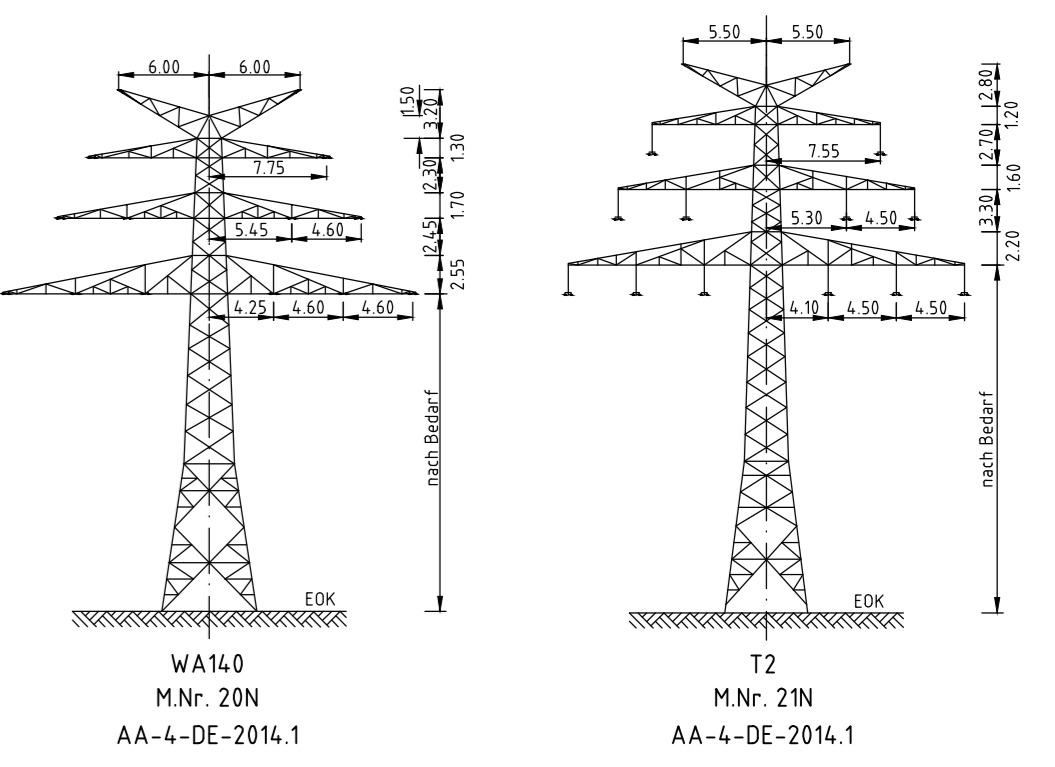 6.00 6.00
1.50
3.20
1.30
7.75
2.30
1.70
5.45 4.60
2.45
2.55
4.25 4.60 4.60
nach Bedarf
EOK
WA140
M.Nr. 20N
AA-4-DE-2014.1
5.50 5.50
2.80
1.20
2.70
7.55
1.60
5.30 4.50
3.30
2.20
4.10 4.50 4.50
nach Bedarf
EOK
T2
M.Nr. 21N
AA-4-DE-2014.1